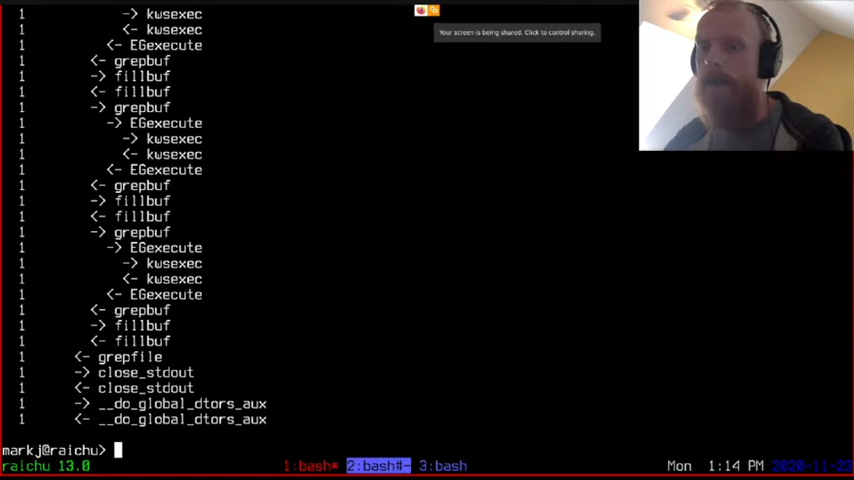 1 -> kwsexec
1 <- kwsexec
1 <- EGexecute
1 <- grepbuf
1 -> fillbuf
1 <- fillbuf
1 -> grepbuf
1 -> EGexecute
1 -> kwsexec
1 <- kwsexec
1 <- EGexecute
1 <- grepbuf
1 -> fillbuf
1 <- fillbuf
1 -> grepbuf
1 -> EGexecute
1 -> kwsexec
1 <- kwsexec
1 <- EGexecute
1 <- grepbuf
1 -> fillbuf
1 <- fillbuf
1 <- grepfile
1 -> close_stdout
1 <- close_stdout
1 -> __do_global_dtors_aux
1 <- __do_global_dtors_aux
markj@raichu>
raichu 13.0 1:bash* 2:bash#- 3:bash Mon 1:14 PM 2020-11-23
Your screen is being shared. Click to control sharing.